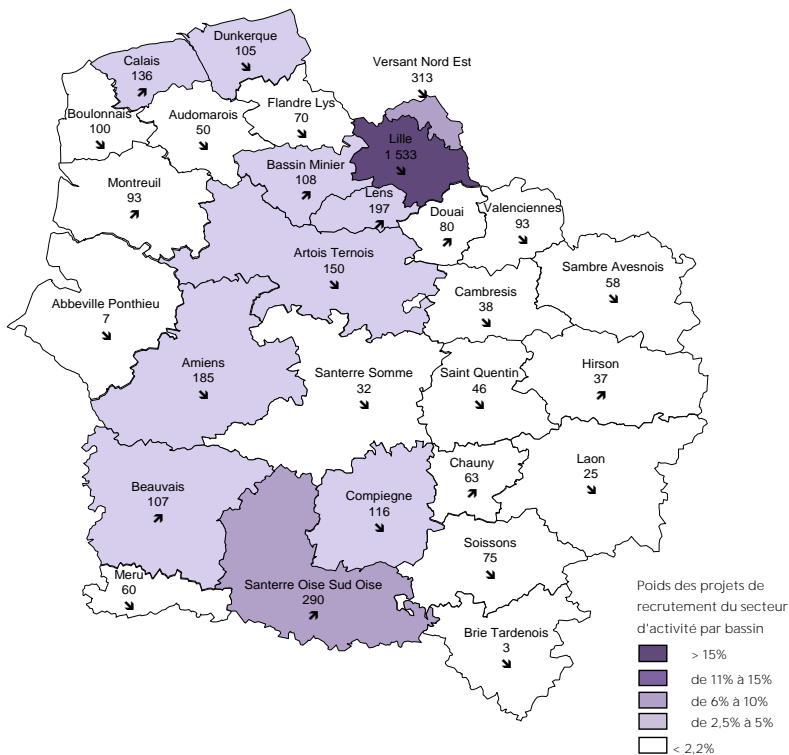 Dunkerque
105
↘
Calais
136
↗
Versant Nord Est
313
↘
Boulonnais
100
↘
Audomarois
50
↘
Flandre Lys
70
↘
Lille
1 533
↘
Bassin Minier
108
↗
Montreuil
93
↗
Lens
197
↗
Douai
80
↗
Valenciennes
93
↘
Artois Ternois
150
↘
Sambre Avesnois
58
↘
Cambresis
38
↘
Abbeville Ponthieu
7
↘
Amiens
185
↘
Santerre Somme
32
↘
Saint Quentin
46
↘
Hirson
37
↗
Chauny
63
↗
Laon
25
↘
Beauvais
107
↗
Compiegne
116
↘
Soissons
75
↘
Meru
60
↘
Santerre Oise Sud Oise
290
↗
Brie Tardenois
3
↘
Poids des projets de
recrutement du secteur
d'activité par bassin
> 15%
de 11% à 15%
de 6% à 10%
de 2,5% à 5%
< 2,2%